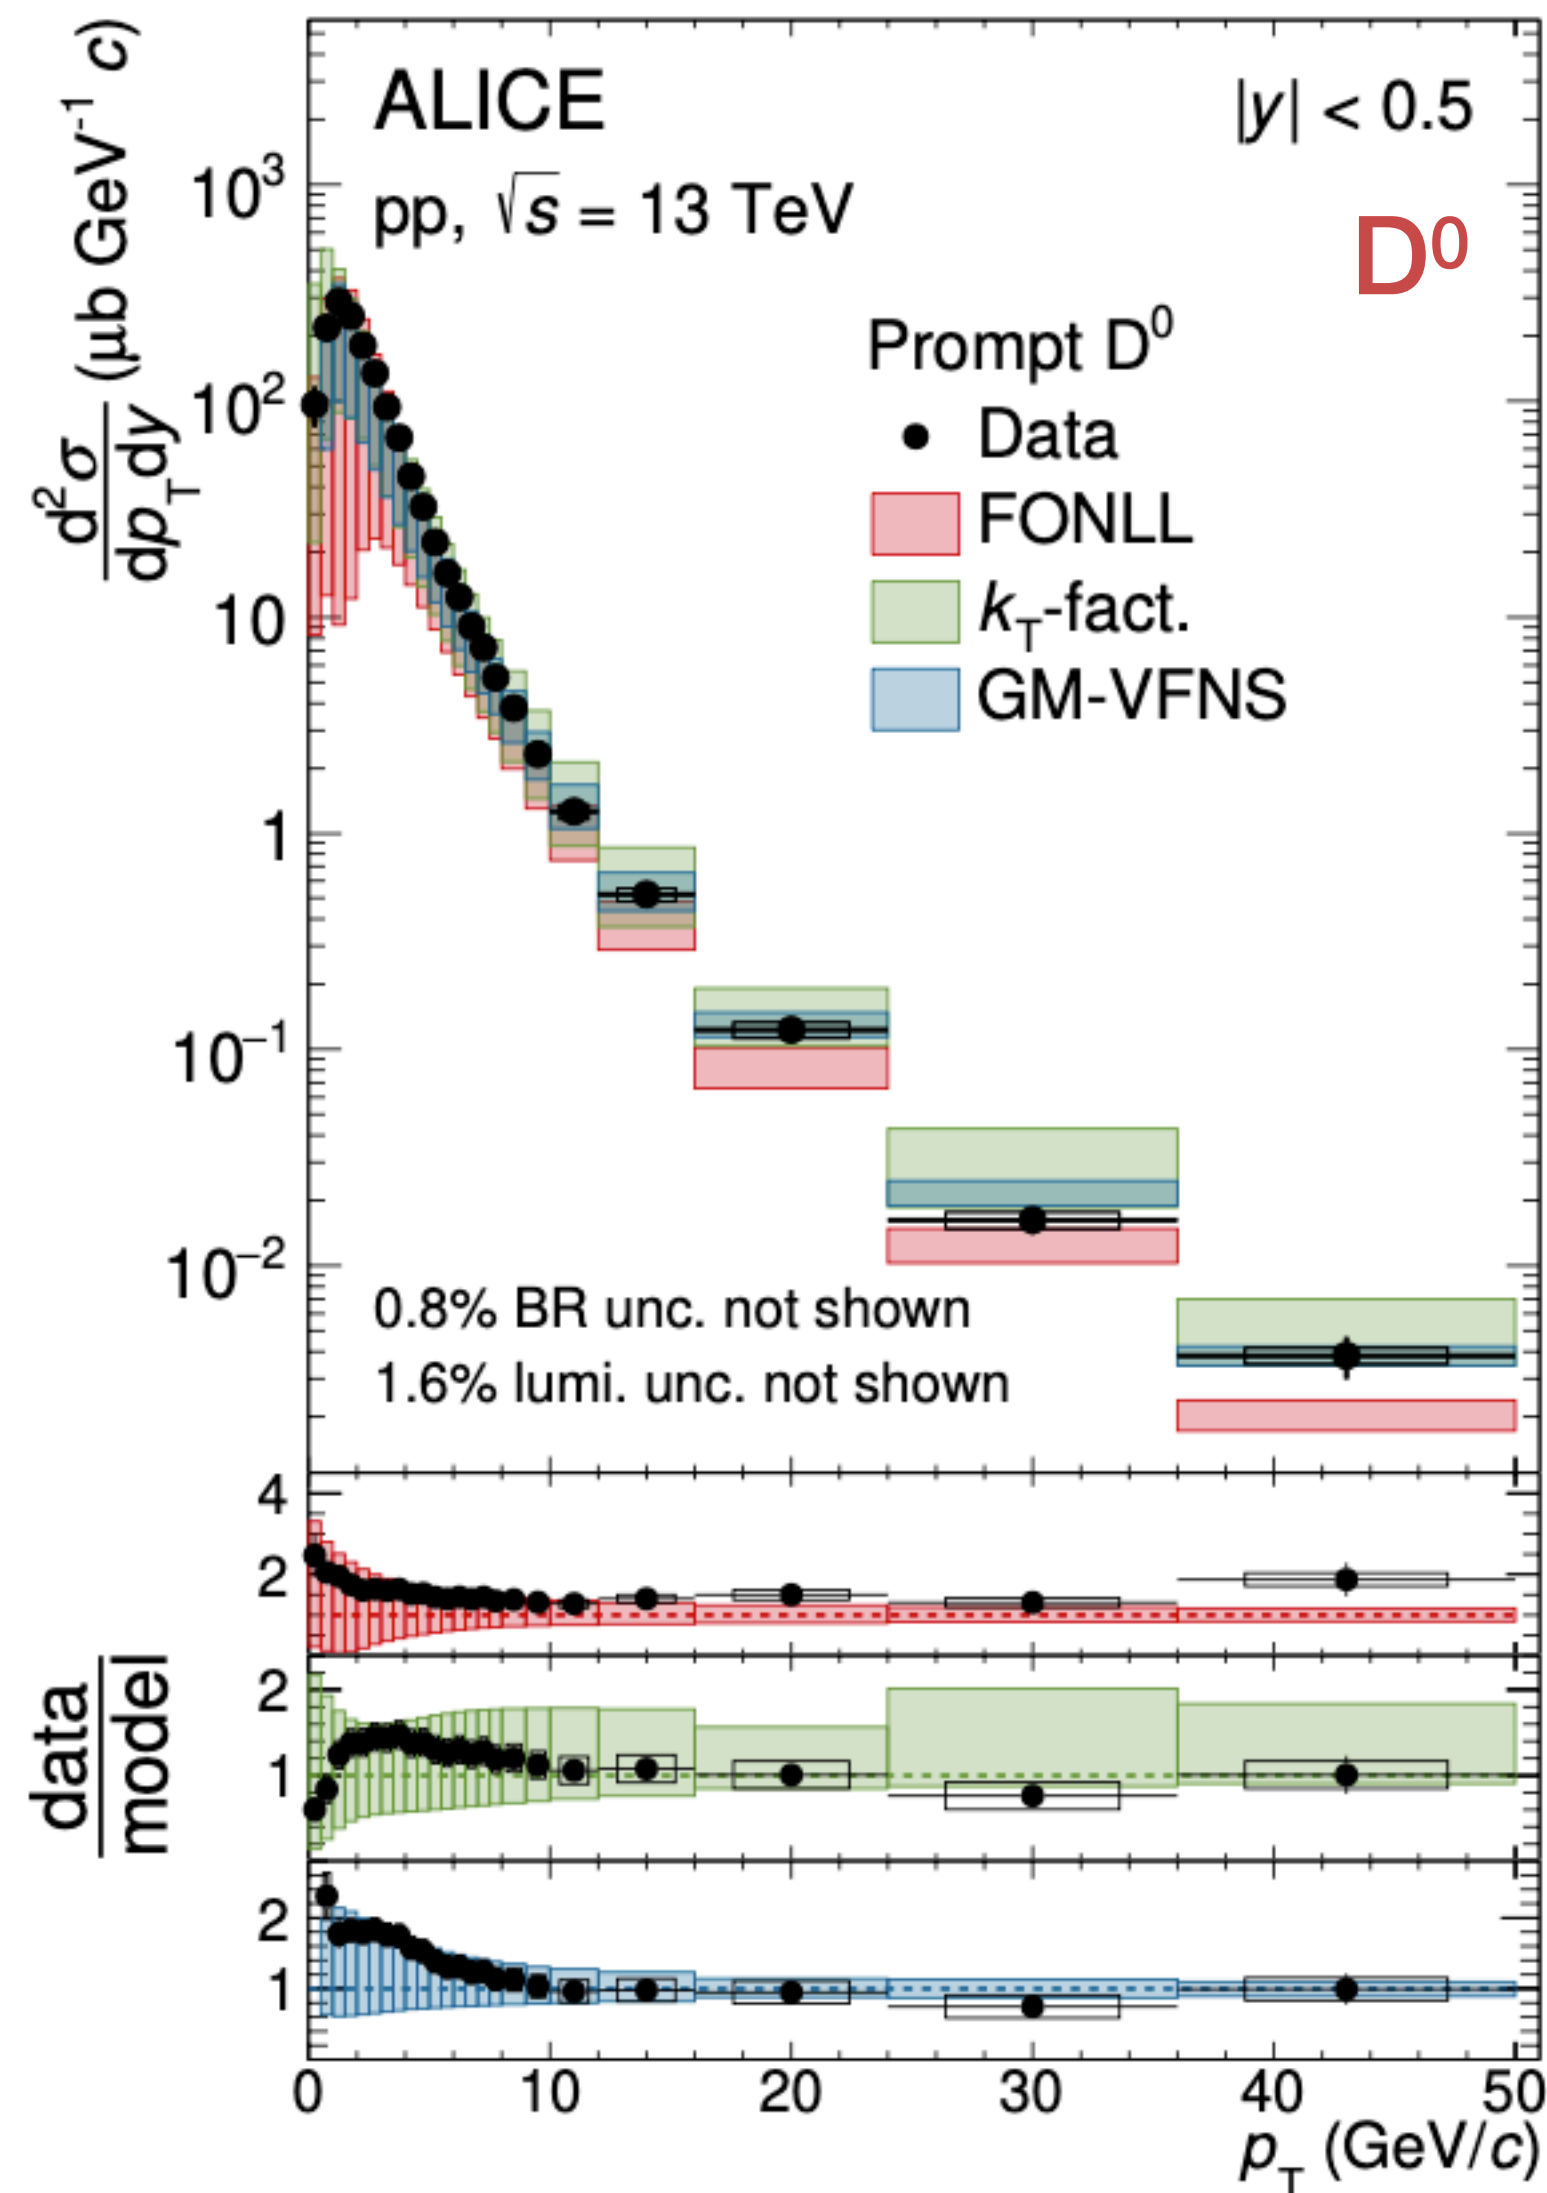 ALICE
|y| < 0.5
pp, √s = 13 TeV
D⁰
Prompt D⁰
Data
FONLL
k_T-fact.
GM-VFNS
d²σ
dp_Tdy
(μb GeV⁻¹ c)
10³
10²
10
1
10⁻¹
10⁻²
0.8% BR unc. not shown
1.6% lumi. unc. not shown
4
2
data
model
2
1
2
1
0 10 20 30 40 50
p_T (GeV/c)